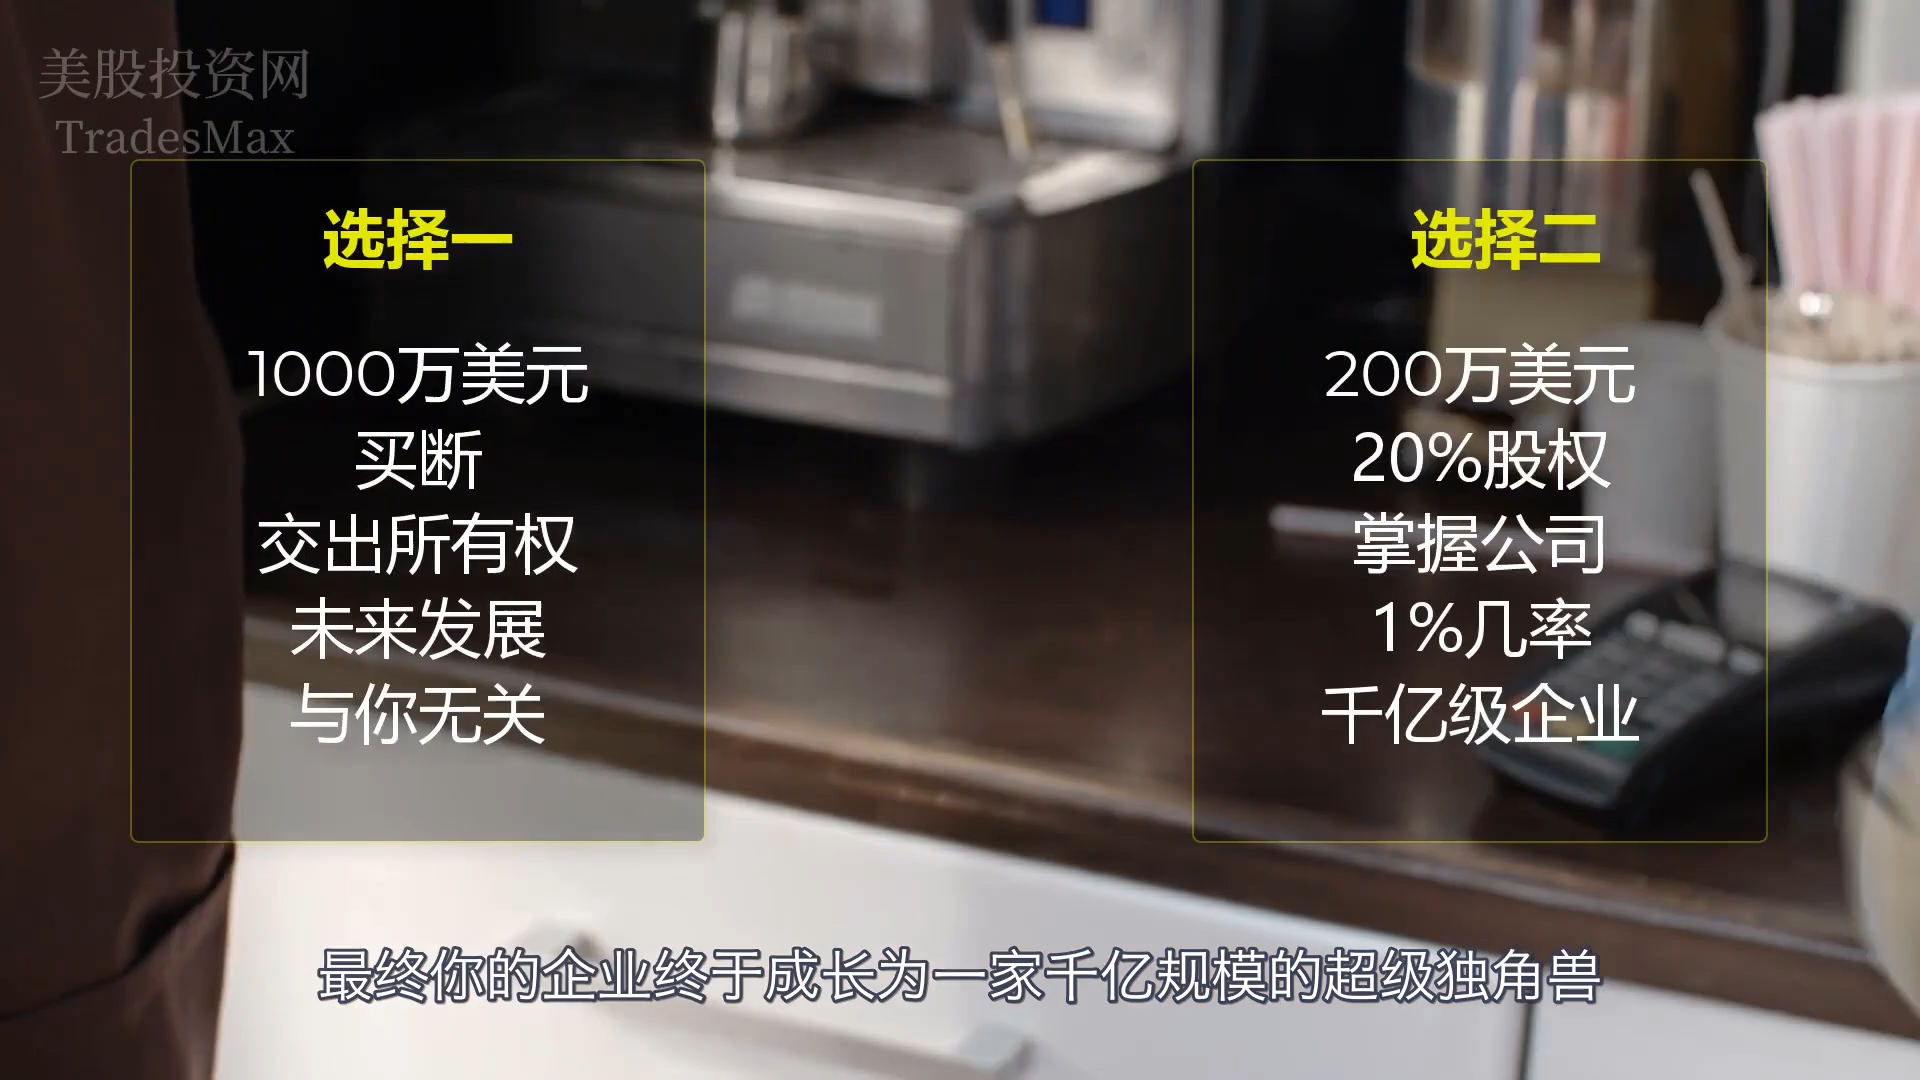 美股投资网
TradesMax
选择一
1000万美元
买断
交出所有权
未来发展
与你无关
选择二
200万美元
20%股权
掌握公司
1%几率
千亿级企业
最终你的企业终于成长为一家千亿规模的超级独角兽